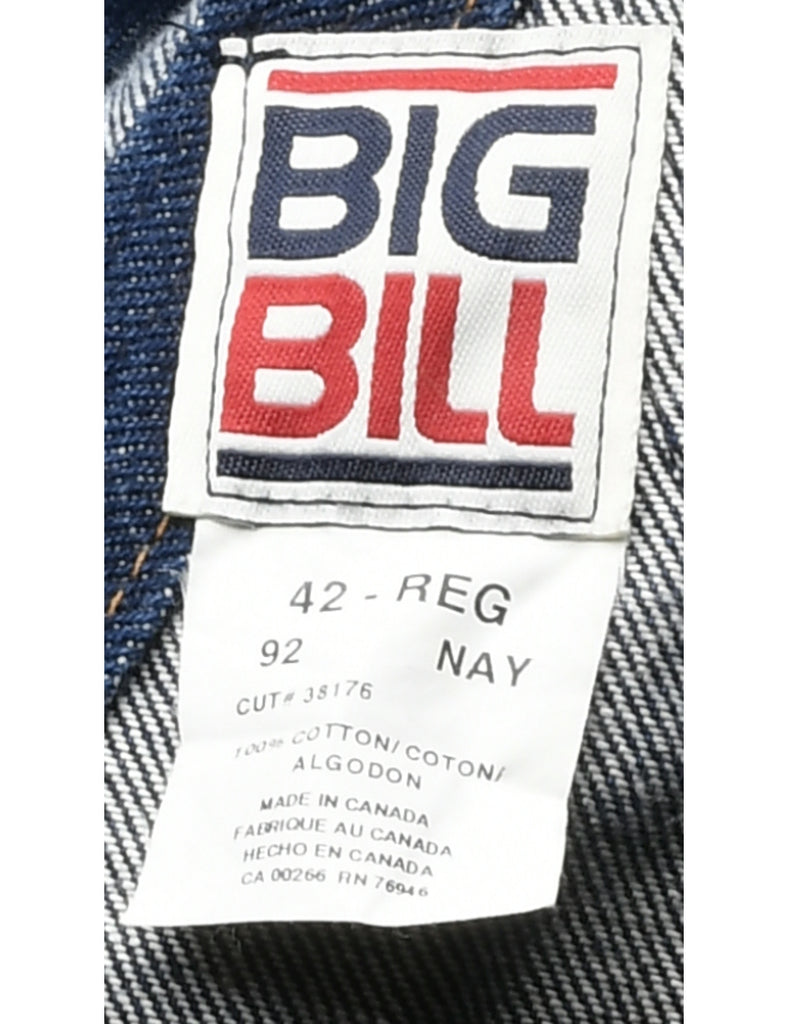 BIG
BILL
42 - REG
92 NAY
CUT# 38176
100% COTTON/COTON/
ALGODON
MADE IN CANADA
FABRIQUE AU CANADA
HECHO EN CANADA
CA 00266 RN 76946